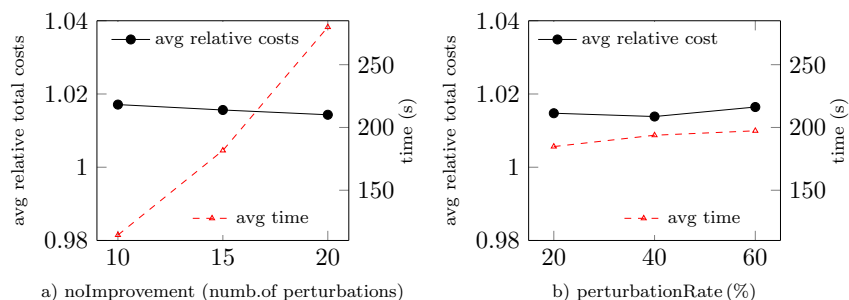 avg relative total costs
1.04
1.02
1
0.98
avg relative costs
avg time
250
200
150
time (s)
10
15
20
a) noImprovement (numb.of perturbations)
avg relative total costs
1.04
1.02
1
0.98
avg relative cost
avg time
250
200
150
time (s)
20
40
60
b) perturbationRate (%)